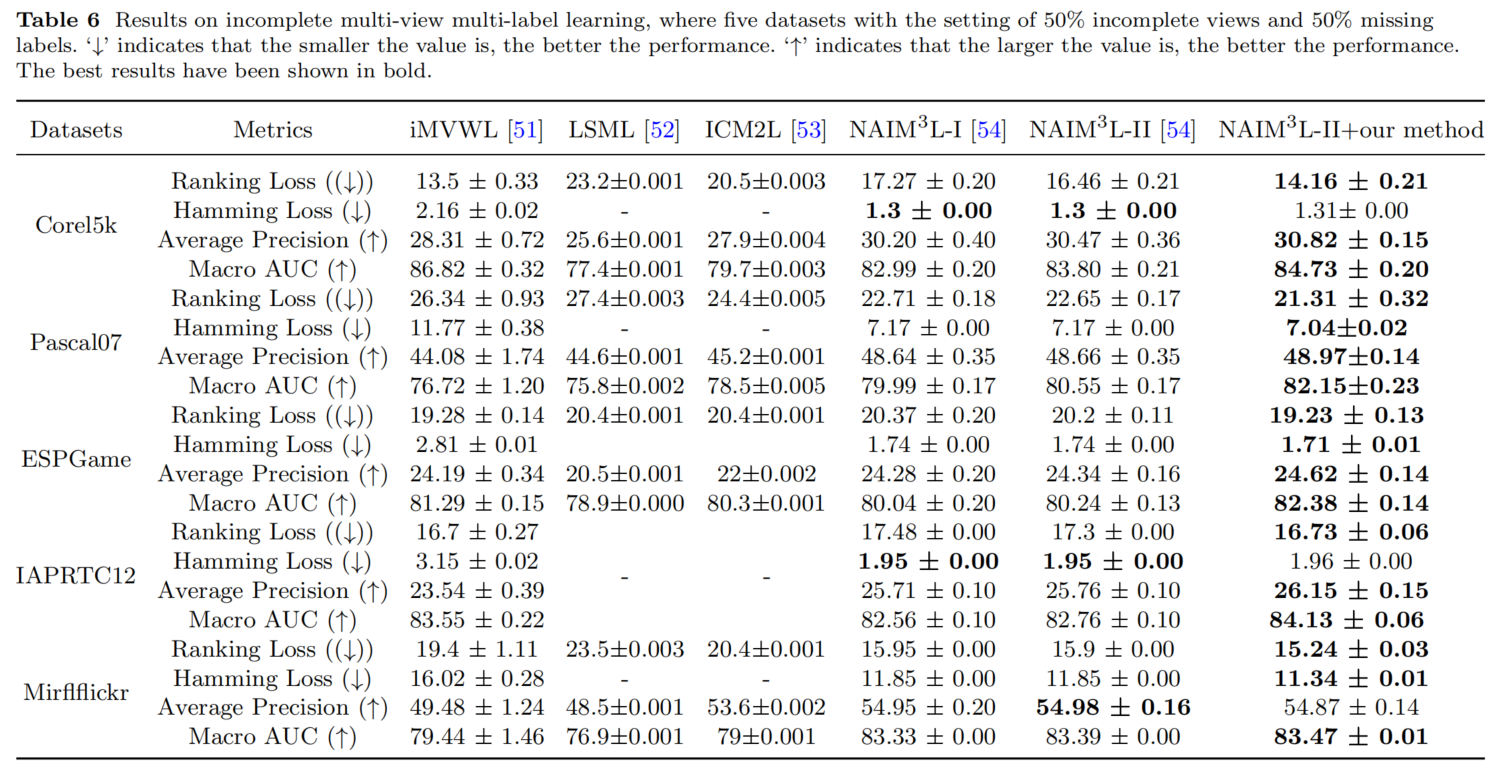 Table 6 Results on incomplete multi-view multi-label learning, where five datasets with the setting of 50% incomplete views and 50% missing
labels. ‘↓’ indicates that the smaller the value is, the better the performance. ‘↑’ indicates that the larger the value is, the better the performance.
The best results have been shown in bold.
Datasets Metrics iMVWL [51] LSML [52] ICM2L [53] NAIM³L-I [54] NAIM³L-II [54] NAIM³L-II+our method
Ranking Loss ((↓)) 13.5 ± 0.33 23.2±0.001 20.5±0.003 17.27 ± 0.20 16.46 ± 0.21 14.16 ± 0.21
Hamming Loss (↓) 2.16 ± 0.02 - - 1.3 ± 0.00 1.3 ± 0.00 1.31± 0.00
Corel5k
Average Precision (↑) 28.31 ± 0.72 25.6±0.001 27.9±0.004 30.20 ± 0.40 30.47 ± 0.36 30.82 ± 0.15
Macro AUC (↑) 86.82 ± 0.32 77.4±0.001 79.7±0.003 82.99 ± 0.20 83.80 ± 0.21 84.73 ± 0.20
Ranking Loss ((↓)) 26.34 ± 0.93 27.4±0.003 24.4±0.005 22.71 ± 0.18 22.65 ± 0.17 21.31 ± 0.32
Hamming Loss (↓) 11.77 ± 0.38 - - 7.17 ± 0.00 7.17 ± 0.00 7.04±0.02
Pascal07
Average Precision (↑) 44.08 ± 1.74 44.6±0.001 45.2±0.001 48.64 ± 0.35 48.66 ± 0.35 48.97±0.14
Macro AUC (↑) 76.72 ± 1.20 75.8±0.002 78.5±0.005 79.99 ± 0.17 80.55 ± 0.17 82.15±0.23
Ranking Loss ((↓)) 19.28 ± 0.14 20.4±0.001 20.4±0.001 20.37 ± 0.20 20.2 ± 0.11 19.23 ± 0.13
Hamming Loss (↓) 2.81 ± 0.01 1.74 ± 0.00 1.74 ± 0.00 1.71 ± 0.01
ESPGame
Average Precision (↑) 24.19 ± 0.34 20.5±0.001 22±0.002 24.28 ± 0.20 24.34 ± 0.16 24.62 ± 0.14
Macro AUC (↑) 81.29 ± 0.15 78.9±0.000 80.3±0.001 80.04 ± 0.20 80.24 ± 0.13 82.38 ± 0.14
Ranking Loss ((↓)) 16.7 ± 0.27 17.48 ± 0.00 17.3 ± 0.00 16.73 ± 0.06
Hamming Loss (↓) 3.15 ± 0.02 1.95 ± 0.00 1.95 ± 0.00 1.96 ± 0.00
IAPRTC12 - -
Average Precision (↑) 23.54 ± 0.39 25.71 ± 0.10 25.76 ± 0.10 26.15 ± 0.15
Macro AUC (↑) 83.55 ± 0.22 82.56 ± 0.10 82.76 ± 0.10 84.13 ± 0.06
Ranking Loss ((↓)) 19.4 ± 1.11 23.5±0.003 20.4±0.001 15.95 ± 0.00 15.9 ± 0.00 15.24 ± 0.03
Hamming Loss (↓) 16.02 ± 0.28 - - 11.85 ± 0.00 11.85 ± 0.00 11.34 ± 0.01
Mirflflickr
Average Precision (↑) 49.48 ± 1.24 48.5±0.001 53.6±0.002 54.95 ± 0.20 54.98 ± 0.16 54.87 ± 0.14
Macro AUC (↑) 79.44 ± 1.46 76.9±0.001 79±0.001 83.33 ± 0.00 83.39 ± 0.00 83.47 ± 0.01